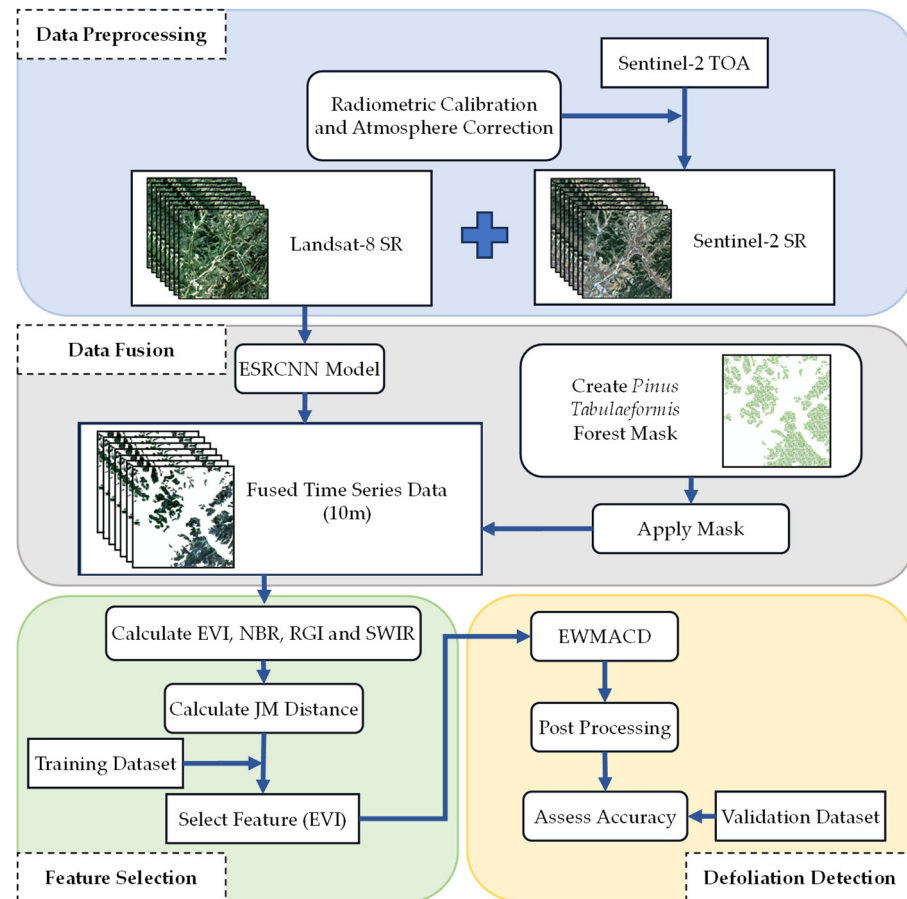 Data Preprocessing
Sentinel-2 TOA
Radiometric Calibration
and Atmosphere Correction
Landsat-8 SR
Sentinel-2 SR
Data Fusion
ESRCNN Model
Create Pinus
Tabulaeformis
Forest Mask
Fused Time Series Data
(10m)
Apply Mask
Calculate EVI, NBR, RGI and SWIR
EWMACD
Calculate JM Distance
Post Processing
Training Dataset
Select Feature (EVI)
Assess Accuracy
Validation Dataset
Feature Selection
Defoliation Detection